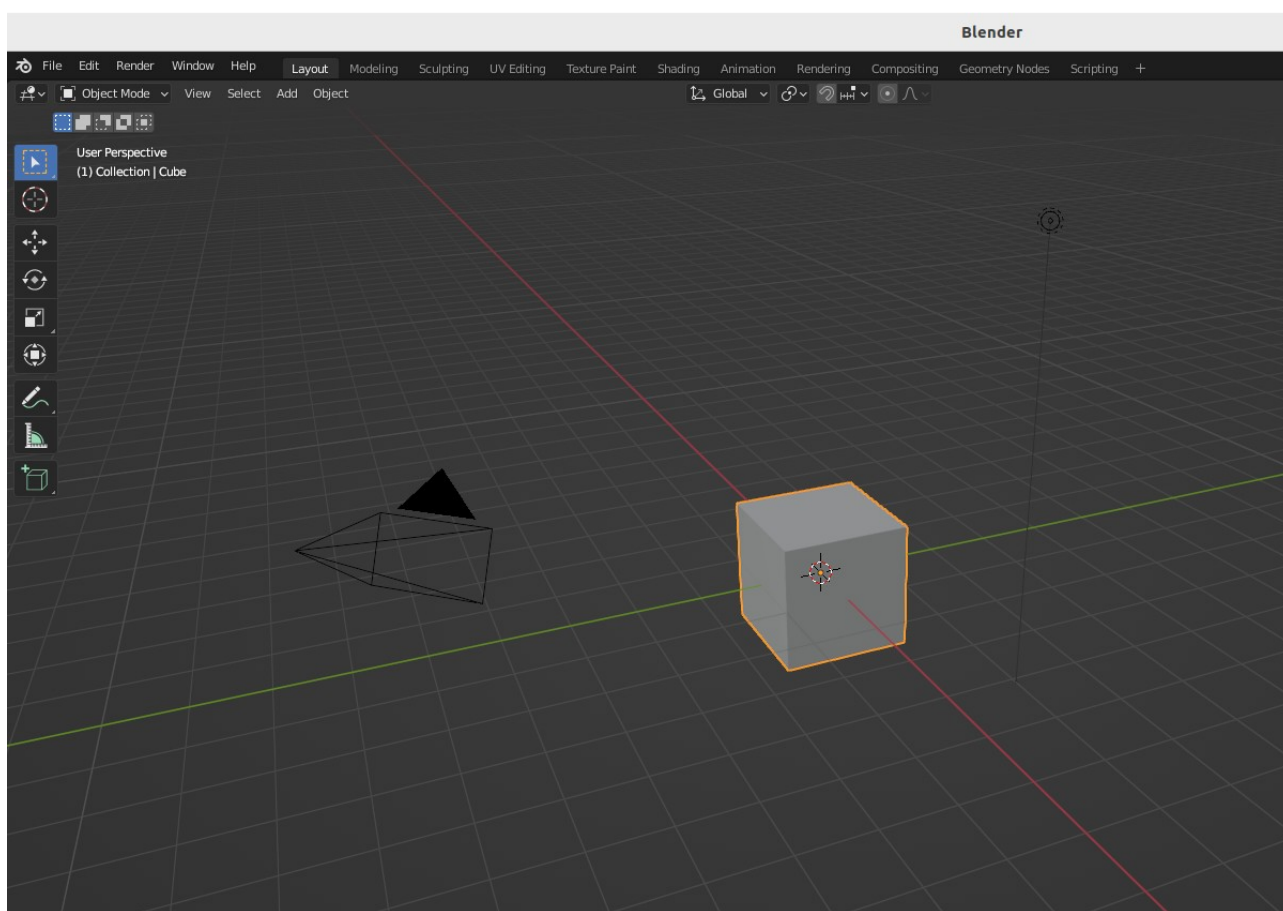 Blender
File Edit Render Window Help Layout Modeling Sculpting UV Editing Texture Paint Shading Animation Rendering Compositing Geometry Nodes Scripting +
Object Mode View Select Add Object Global
User Perspective
(1) Collection | Cube